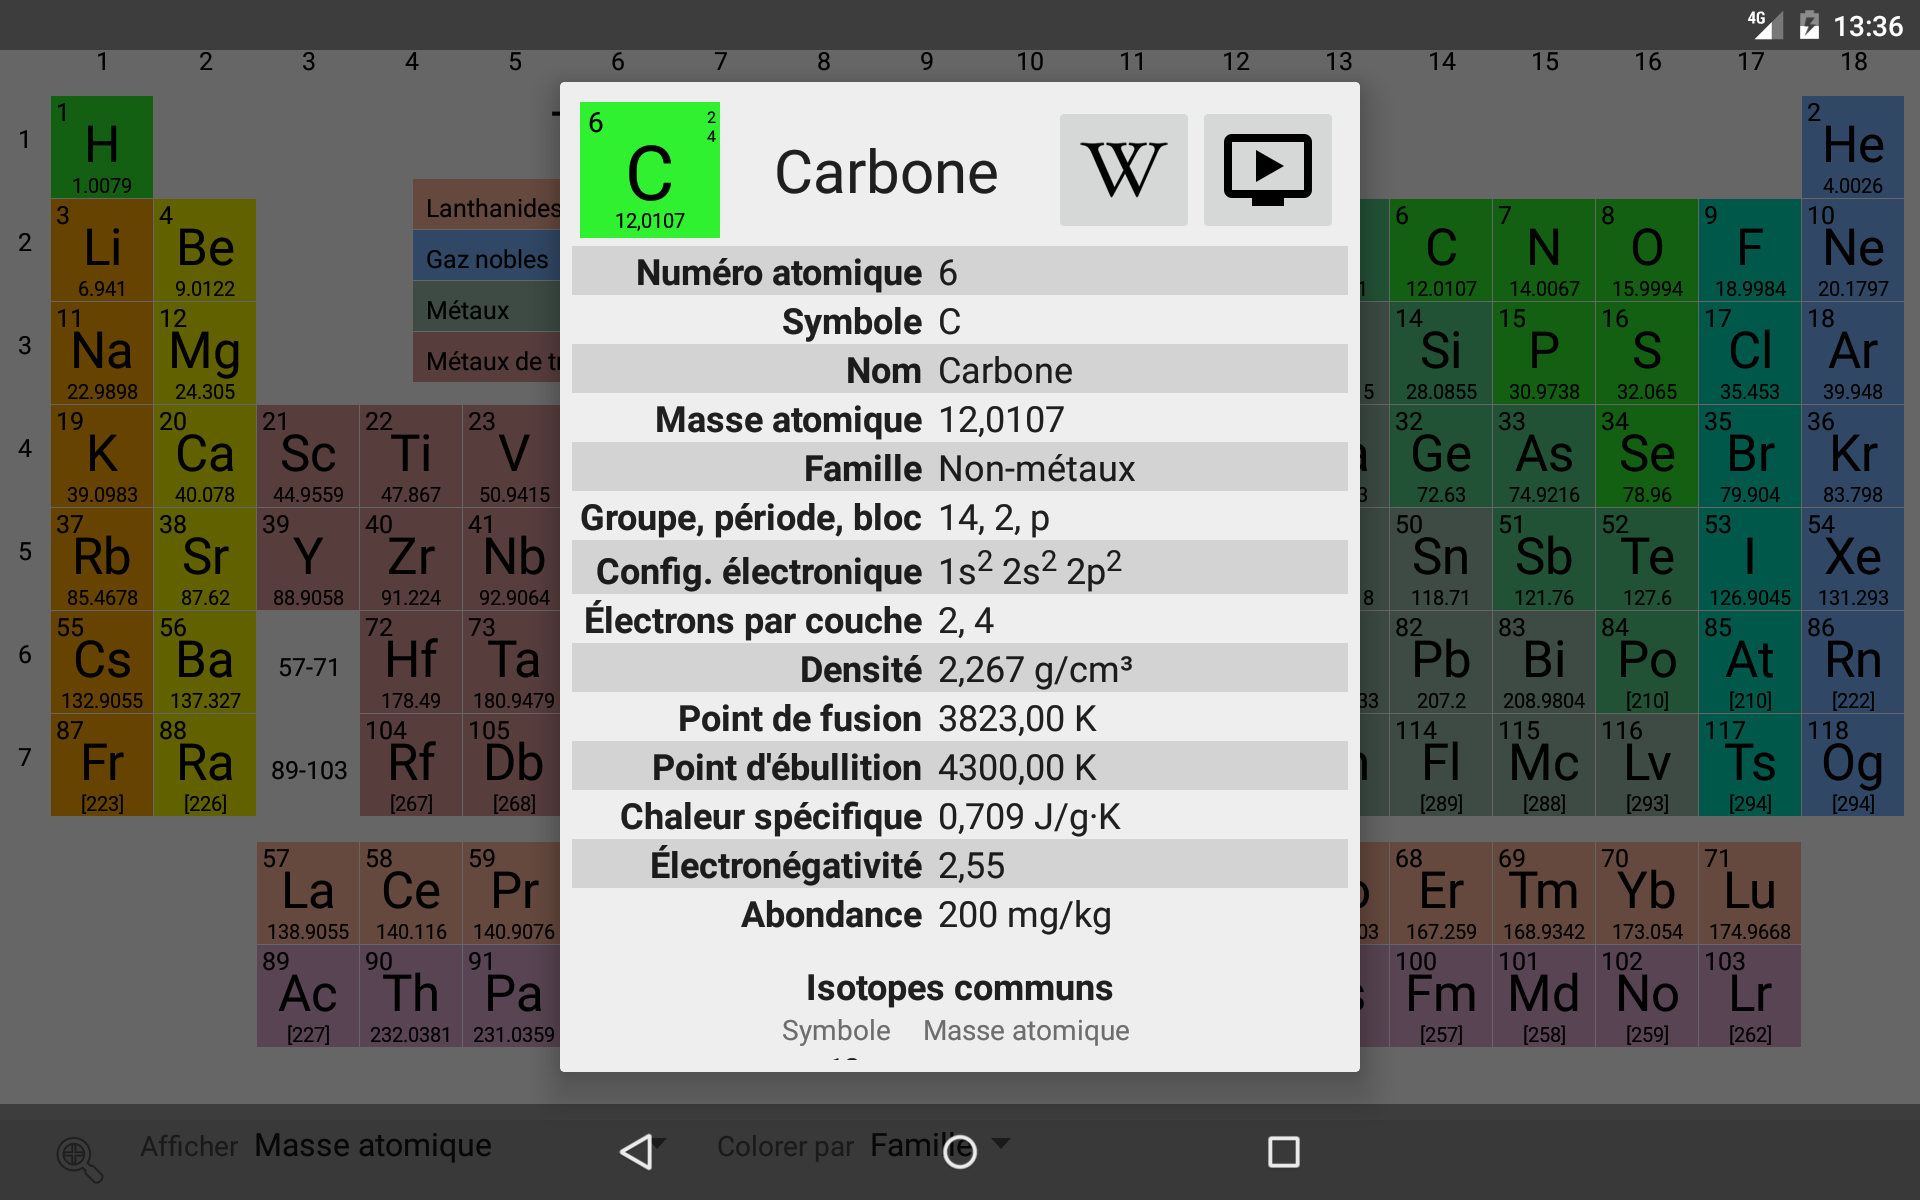 4G 13:36
1 2 3 4 5 6 7 8 9 10 11 12 13 14 15 16 17 18
1
1 H 1.0079
2 He 4.0026
2
3 Li 6.941
4 Be 9.0122
6 C 12.0107
7 N 14.0067
8 O 15.9994
9 F 18.9984
10 Ne 20.1797
3
11 Na 22.9898
12 Mg 24.305
14 Si 28.0855
15 P 30.9738
16 S 32.065
17 Cl 35.453
18 Ar 39.948
4
19 K 39.0983
20 Ca 40.078
21 Sc 44.9559
22 Ti 47.867
23 V 50.9415
32 Ge 72.63
33 As 74.9216
34 Se 78.96
35 Br 79.904
36 Kr 83.798
5
37 Rb 85.4678
38 Sr 87.62
39 Y 88.9058
40 Zr 91.224
41 Nb 92.9064
50 Sn 118.71
51 Sb 121.76
52 Te 127.6
53 I 126.9045
54 Xe 131.293
6
55 Cs 132.9055
56 Ba 137.327
57-71
72 Hf 178.49
73 Ta 180.9479
82 Pb 207.2
83 Bi 208.9804
84 Po [210]
85 At [210]
86 Rn [222]
7
87 Fr [223]
88 Ra [226]
89-103
104 Rf [267]
105 Db [268]
114 Fl [289]
115 Mc [288]
116 Lv [293]
117 Ts [294]
118 Og [294]
57 La 138.9055
58 Ce 140.116
59 Pr 140.9076
68 Er 167.259
69 Tm 168.9342
70 Yb 173.054
71 Lu 174.9668
89 Ac [227]
90 Th 232.0381
91 Pa 231.0359
100 Fm [257]
101 Md [258]
102 No [259]
103 Lr [262]
Lanthanides
Gaz nobles
Métaux
Métaux de
6 2
4
C
12,0107
Carbone
W
Numéro atomique 6
Symbole C
Nom Carbone
Masse atomique 12,0107
Famille Non-métaux
Groupe, période, bloc 14, 2, p
Config. électronique 1s² 2s² 2p²
Électrons par couche 2, 4
Densité 2,267 g/cm³
Point de fusion 3823,00 K
Point d'ébullition 4300,00 K
Chaleur spécifique 0,709 J/g·K
Électronégativité 2,55
Abondance 200 mg/kg
Isotopes communs
Symbole Masse atomique
Afficher Masse atomique Colorer par Famille